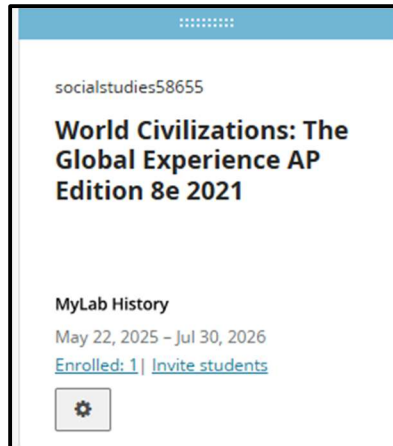 socialstudies58655
World Civilizations: The
Global Experience AP
Edition 8e 2021
MyLab History
May 22, 2025 – Jul 30, 2026
Enrolled: 1| Invite students